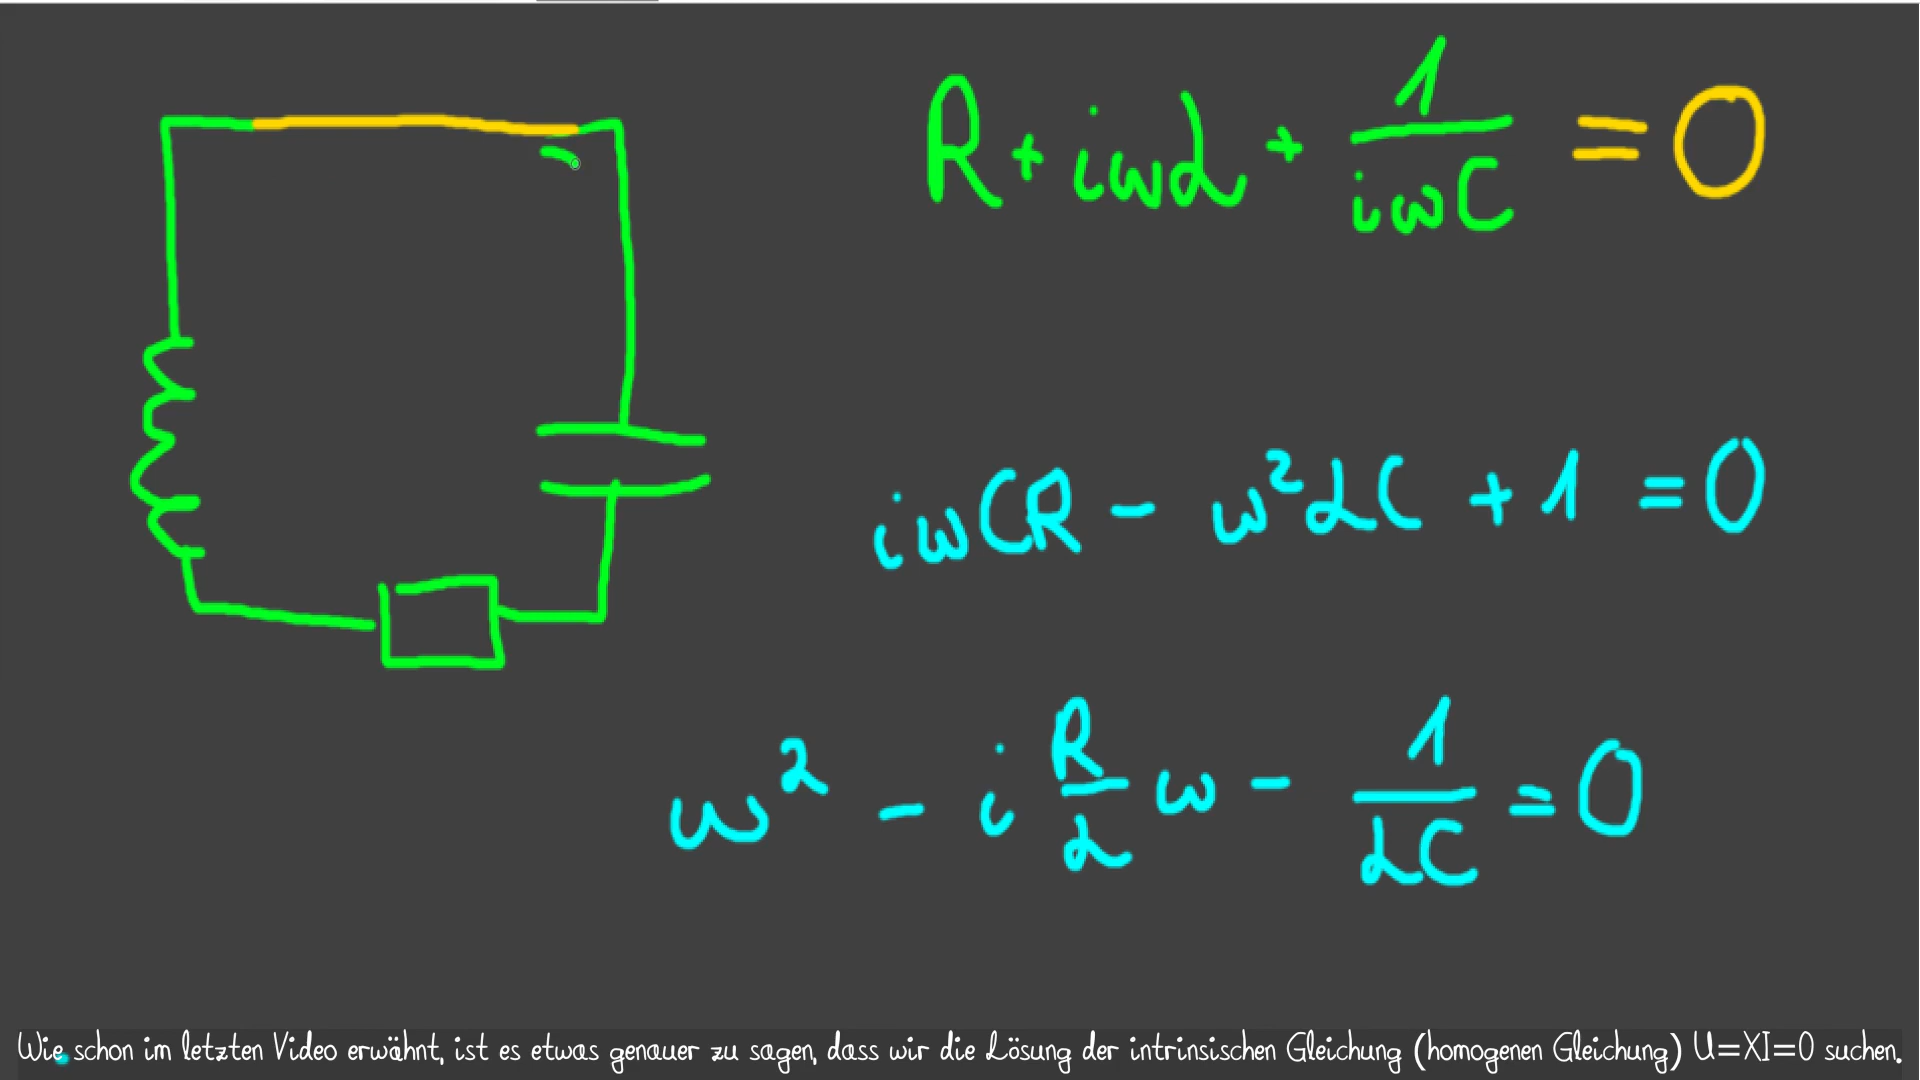 R + iωL + 1/(iωC) = 0
iωCR - ω²LC + 1 = 0
ω² - i R/L ω - 1/(LC) = 0
Wie schon im letzten Video erwähnt, ist es etwas genauer zu sagen, dass wir die Lösung der intrinsischen Gleichung (homogenen Gleichung) U=XI=0 suchen.